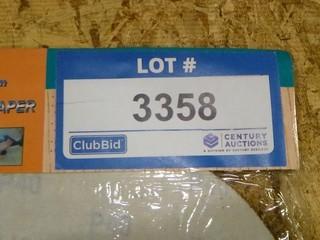 LOT #
3358
ClubBid
CENTURY
AUCTIONS
APER